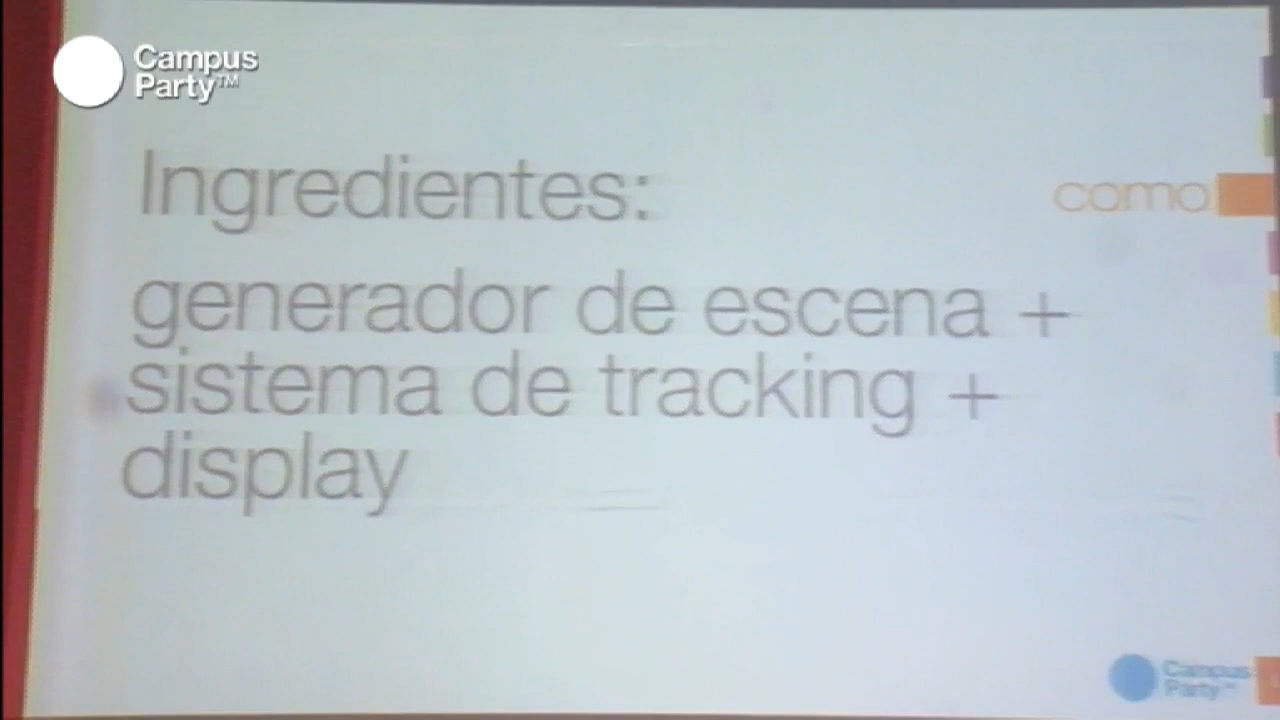 Campus
Party™
Ingredientes:
como
generador de escena +
sistema de tracking +
display
Campus
Party™